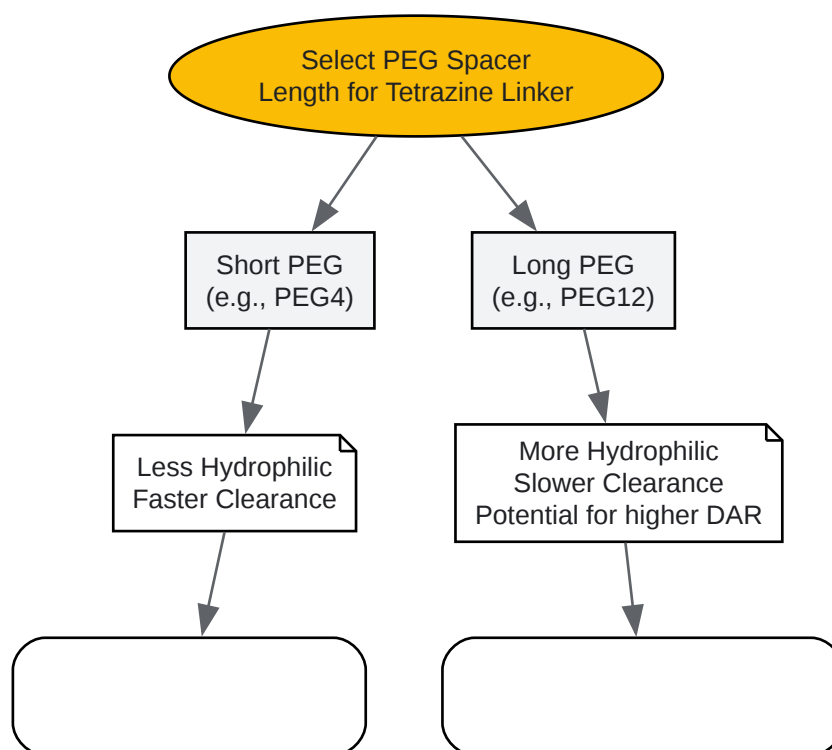 Select PEG Spacer
Length for Tetrazine Linker
Short PEG
(e.g., PEG4)
Long PEG
(e.g., PEG12)
Less Hydrophilic
Faster Clearance
More Hydrophilic
Slower Clearance
Potential for higher DAR